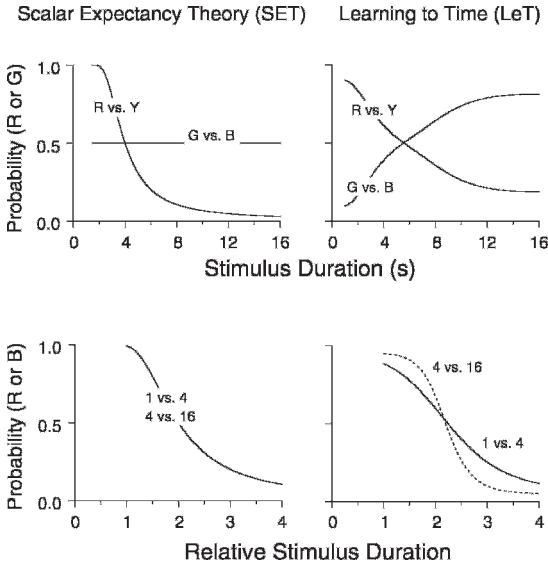 Scalar Expectancy Theory (SET)
Learning to Time (LeT)
Probability (R or G)
1.0
0.5
0.0
R vs. Y
G vs. B
0 4 8 12 16
R vs. Y
G vs. B
0 4 8 12 16
Stimulus Duration (s)
Probability (R or B)
1.0
0.5
0.0
1 vs. 4
4 vs. 16
0 1 2 3 4
4 vs. 16
1 vs. 4
0 1 2 3 4
Relative Stimulus Duration